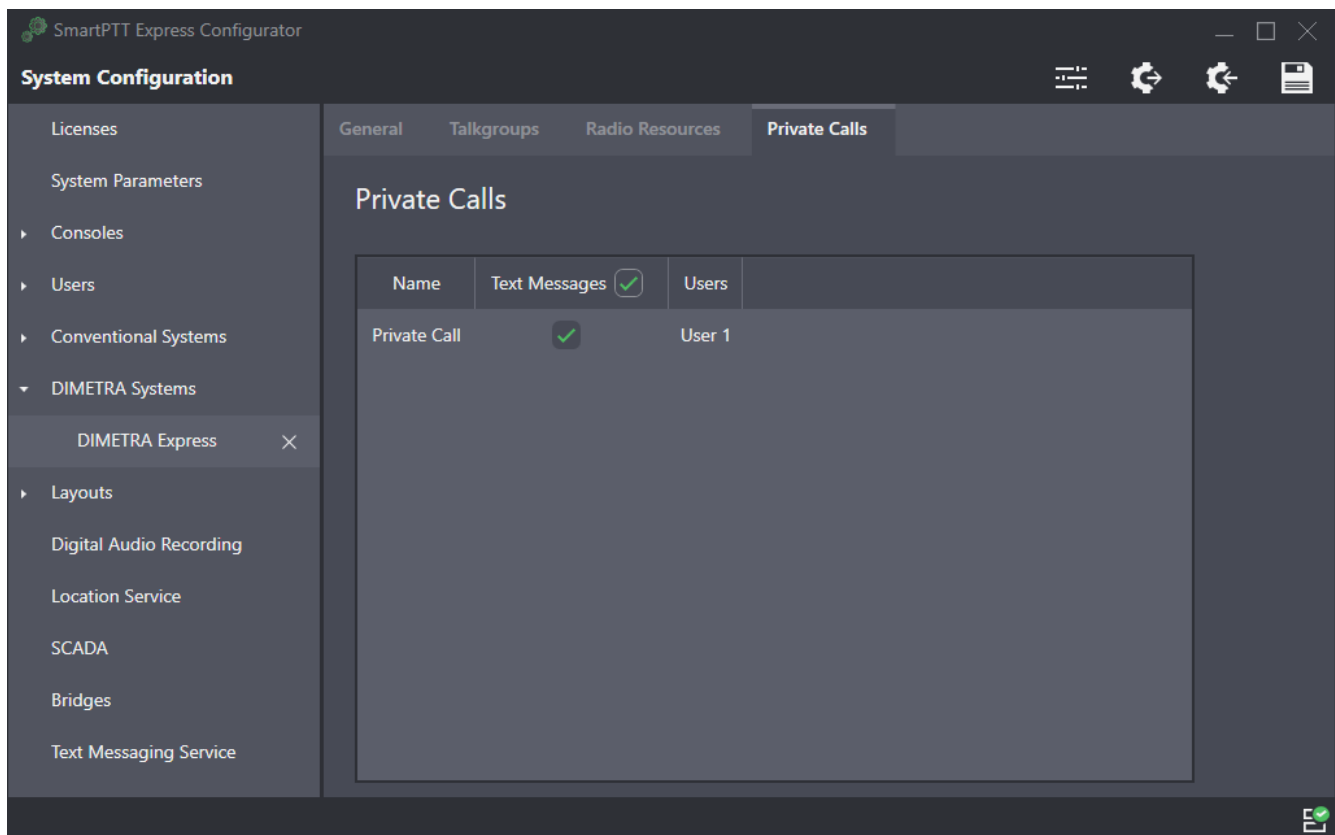 SmartPTT Express Configurator
System Configuration
Licenses
System Parameters
Consoles
Users
Conventional Systems
DIMETRA Systems
DIMETRA Express
Layouts
Digital Audio Recording
Location Service
SCADA
Bridges
Text Messaging Service
General Talkgroups Radio Resources Private Calls
Private Calls
Name Text Messages Users
Private Call User 1